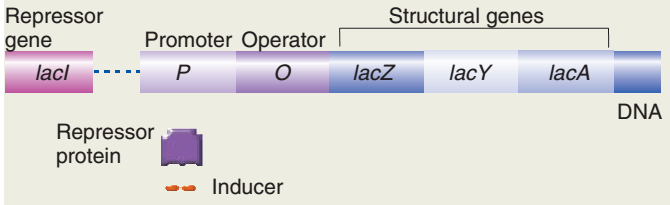 Repressor
gene
Structural genes
Promoter
Operator
lacI
P
O
lacZ
lacY
lacA
DNA
Repressor
protein
Inducer